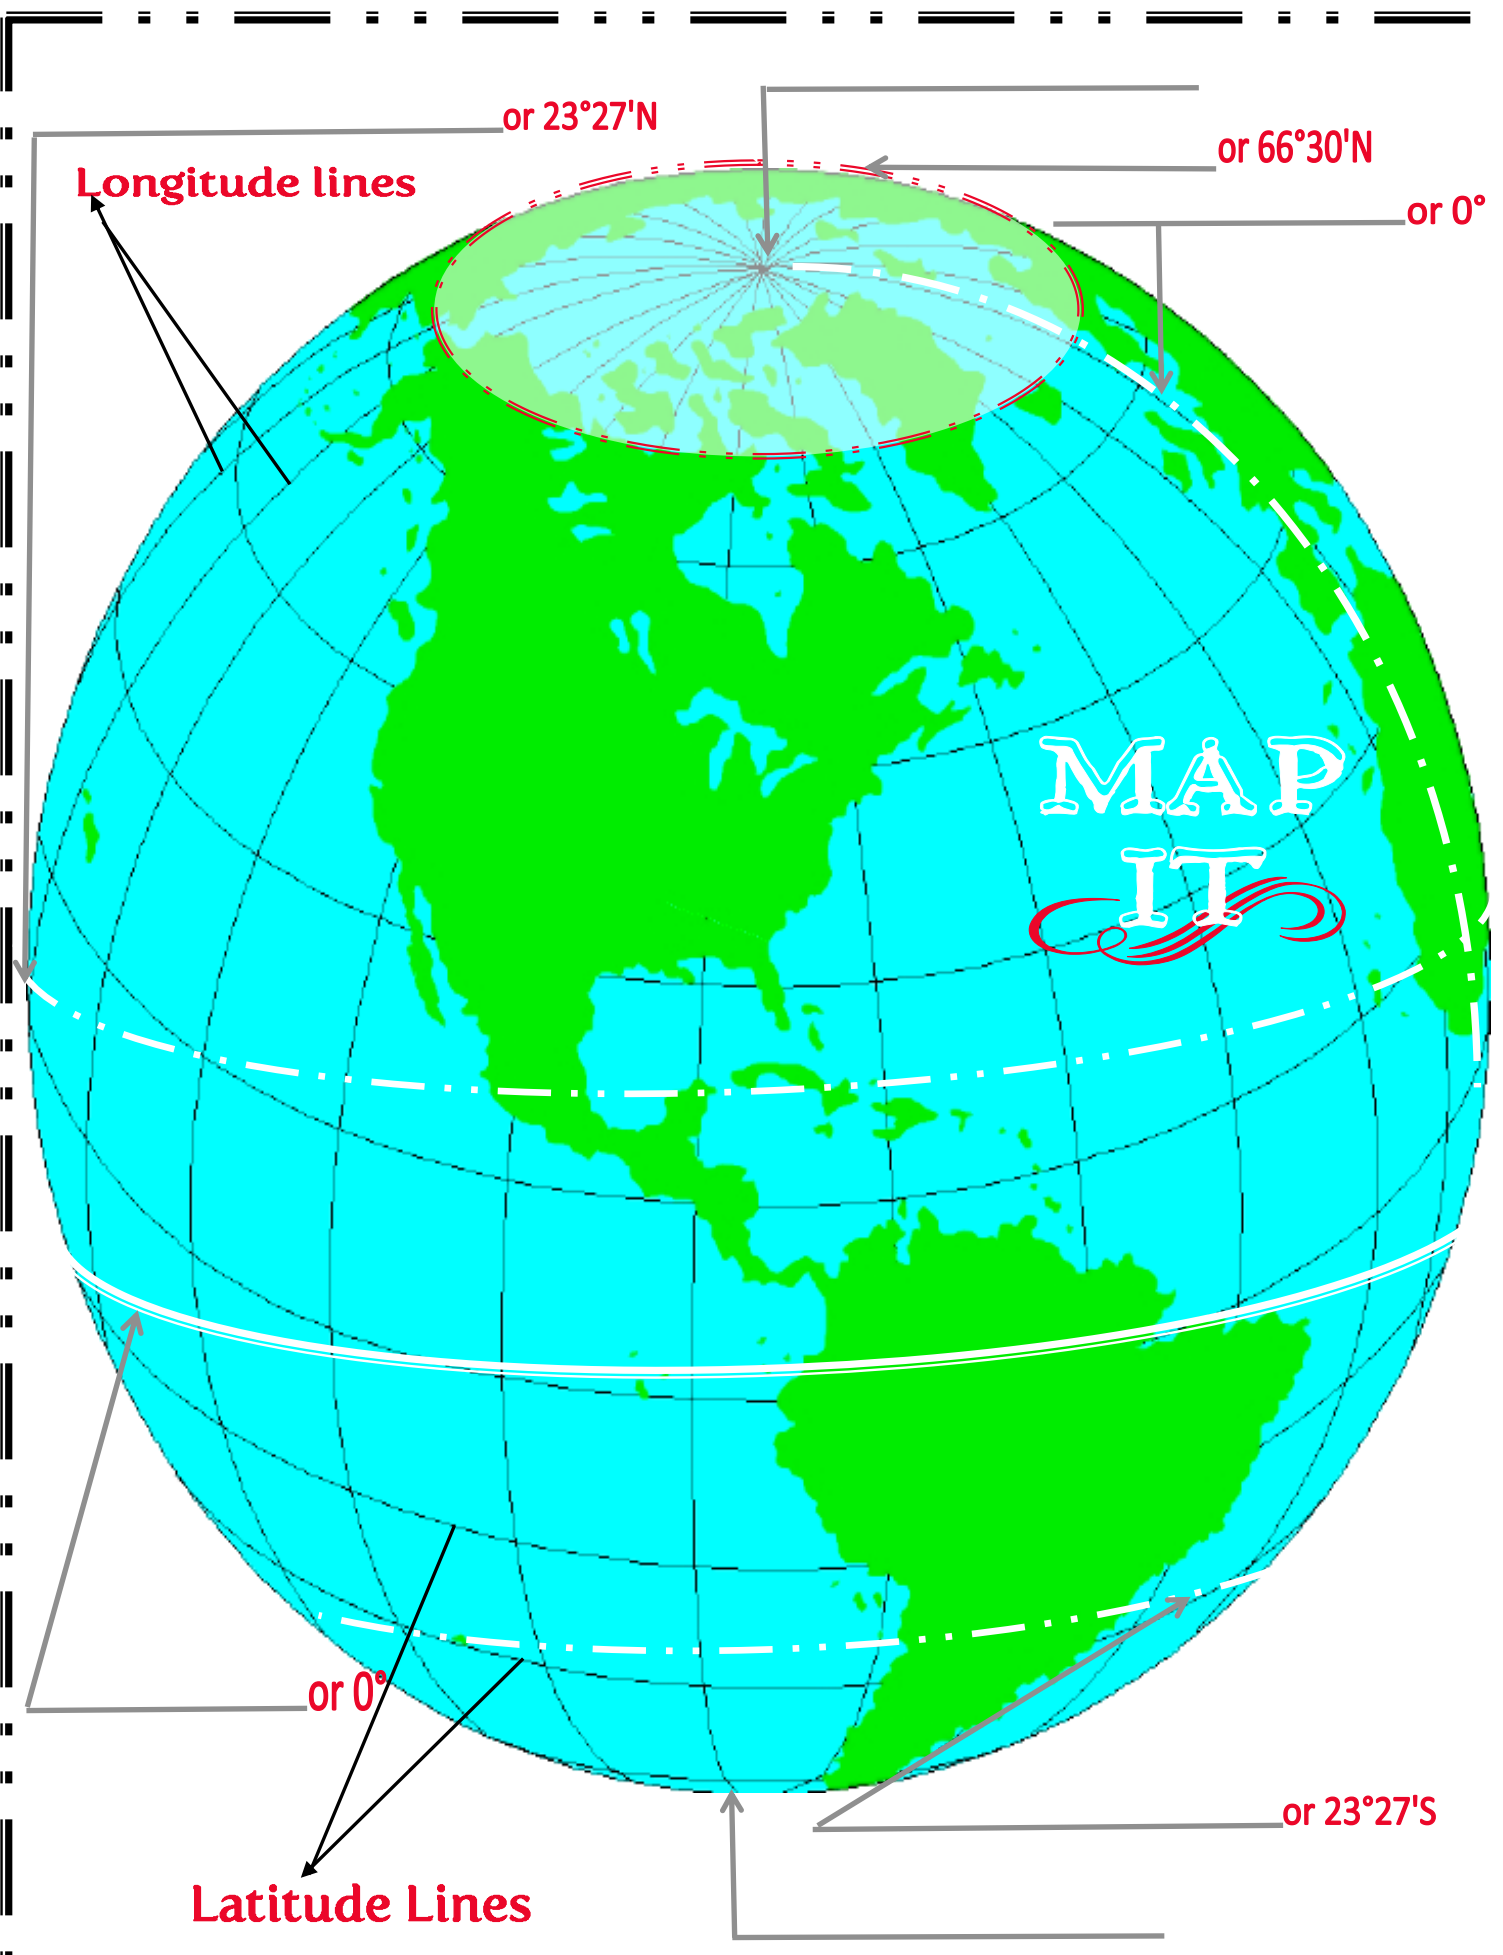 or 23°27'N
or 66°30'N
Longitude lines
or 0°
MAP
IT
or 0°
or 23°27'S
Latitude Lines